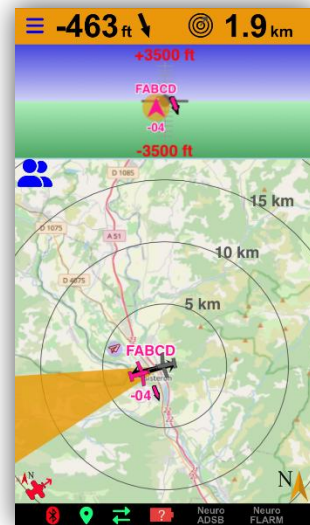 -463 ft 1.9 km
+3500 ft
FABCD
-04
-3500 ft
D 1085
15 km
A 51
D 1075
10 km
D 4075
5 km
FABCD
-04
N
N
?
Neuro
ADSB
Neuro
FLARM